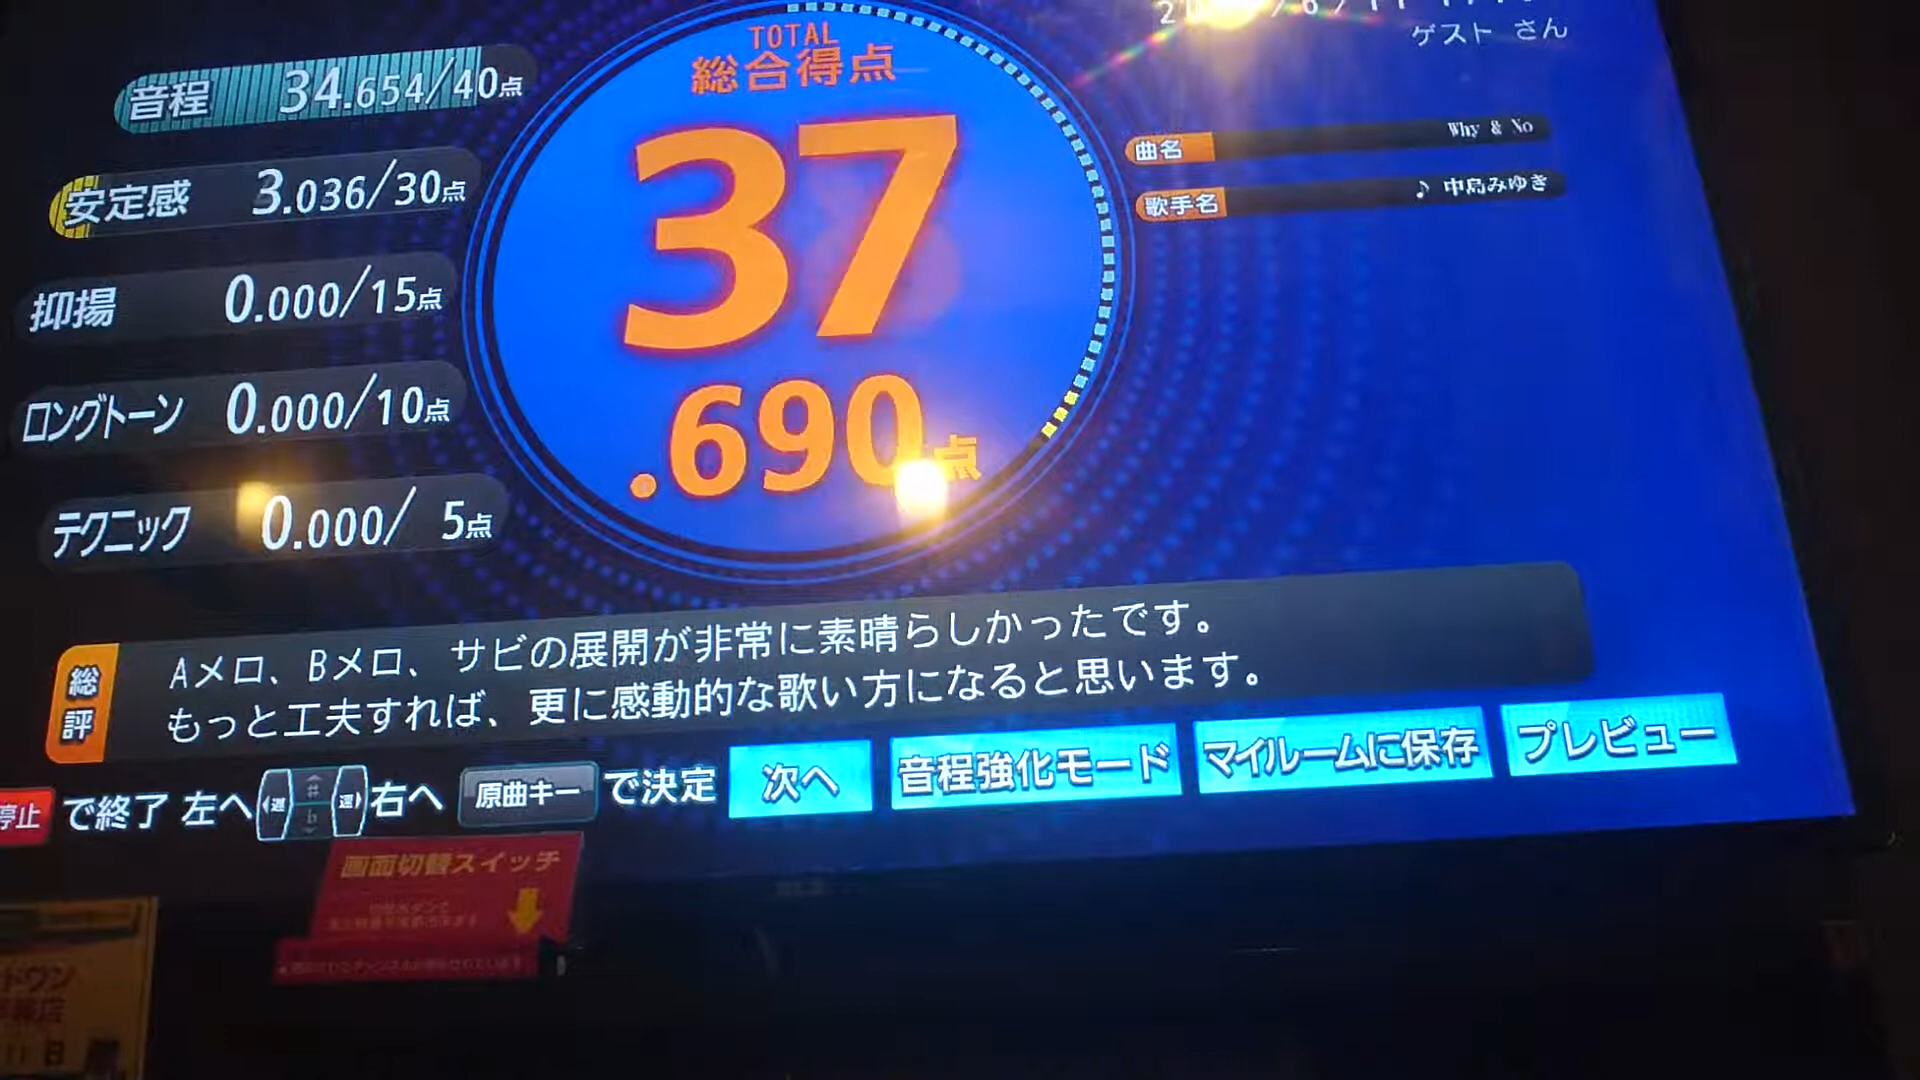 ゲスト さん
音程 34.654/40点
安定感 3.036/30点
抑揚 0.000/15点
ロングトーン 0.000/10点
テクニック 0.000/ 5点
TOTAL
総合得点
37
.690点
曲名 Why & No
歌手名 ♪ 中島みゆき
総評
Aメロ、Bメロ、サビの展開が非常に素晴らしかったです。
もっと工夫すれば、更に感動的な歌い方になると思います。
停止 で終了 左へ 遅 # b 速 右へ 原曲キー で決定 次へ 音程強化モード マイルームに保存 プレビュー
画面切替スイッチ
ドウン